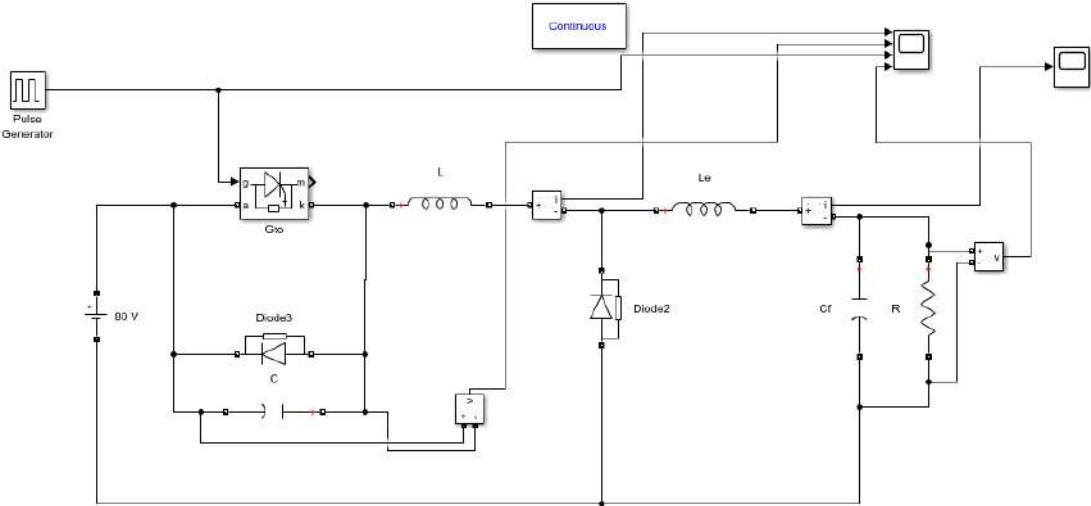 Continuous
Pulse
Generator
g
m
a
k
Gto
L
i
+
-
Le
i
+
-
80 V
Diode3
C
Diode2
Cf
R
+
-
v
v
+ -